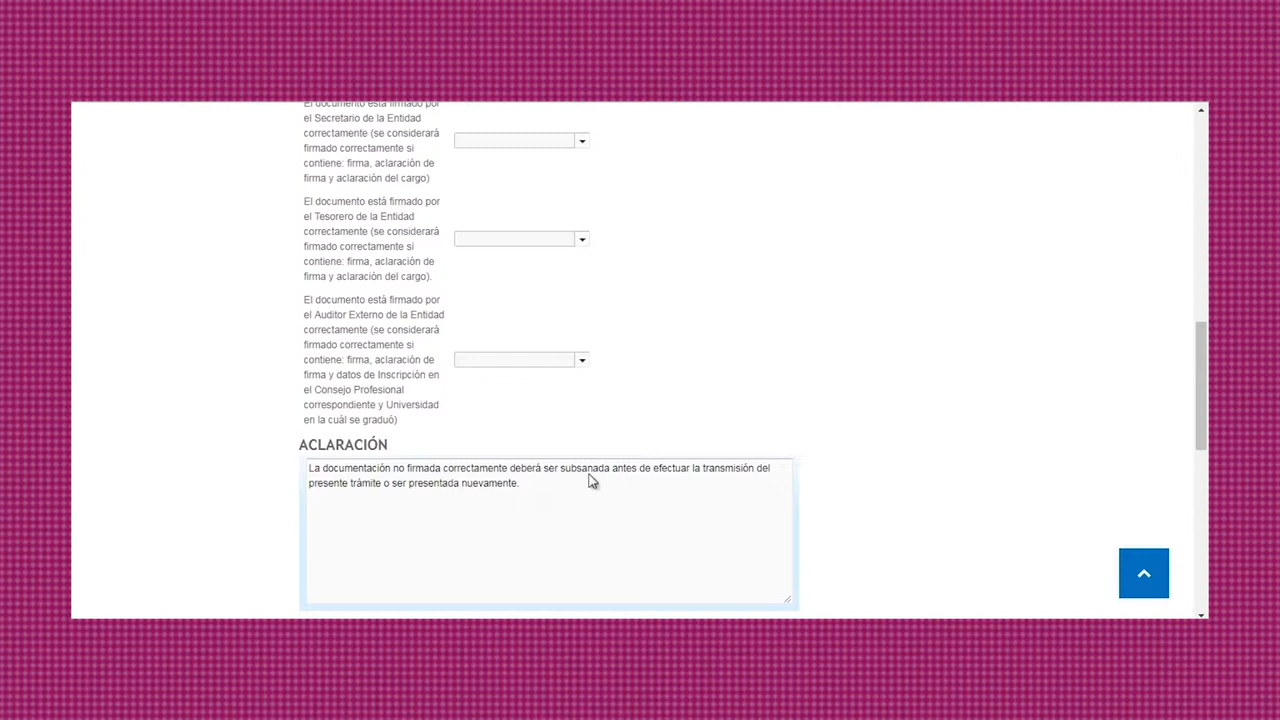 El documento está firmado por
el Secretario de la Entidad
correctamente (se considerará
firmado correctamente si
contiene: firma, aclaración de
firma y aclaración del cargo)
El documento está firmado por
el Tesorero de la Entidad
correctamente (se considerará
firmado correctamente si
contiene: firma, aclaración de
firma y aclaración del cargo).
El documento está firmado por
el Auditor Externo de la Entidad
correctamente (se considerará
firmado correctamente si
contiene: firma, aclaración de
firma y datos de Inscripción en
el Consejo Profesional
correspondiente y Universidad
en la cuál se graduó)
ACLARACIÓN
La documentación no firmada correctamente deberá ser subsanada antes de efectuar la transmisión del
presente trámite o ser presentada nuevamente.